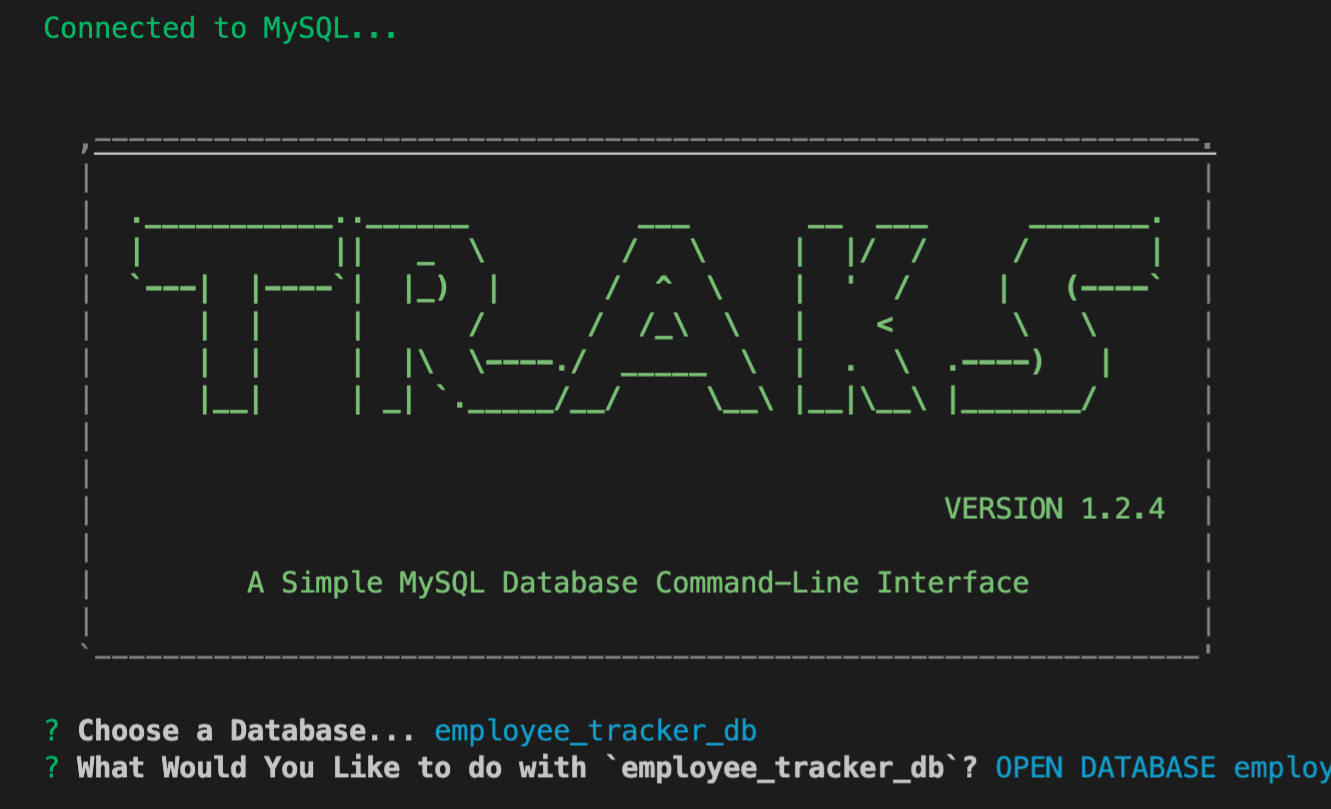 Connected to MySQL...
TRAKS
VERSION 1.2.4
A Simple MySQL Database Command-Line Interface
? Choose a Database... employee_tracker_db
? What Would You Like to do with `employee_tracker_db`? OPEN DATABASE employ